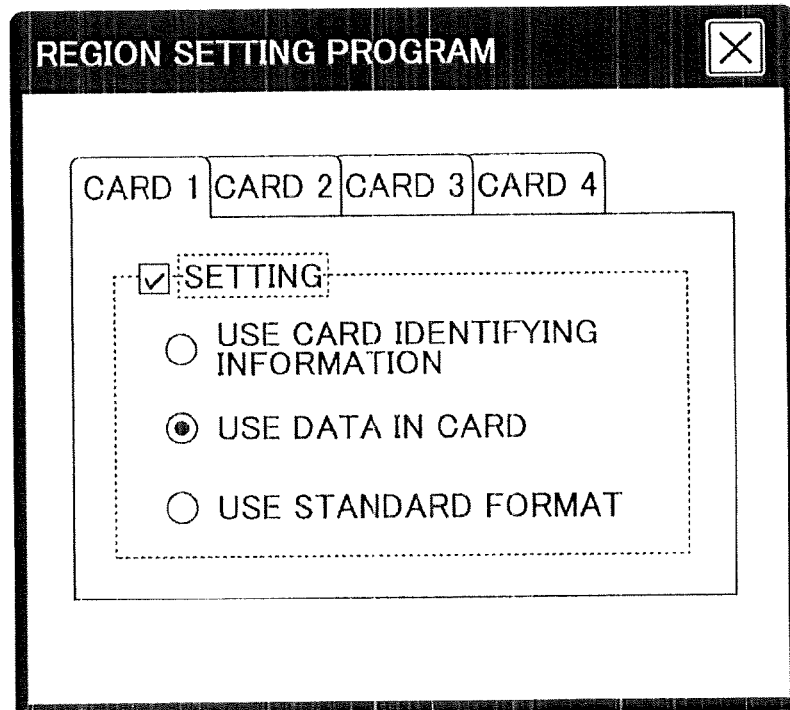 REGION SETTING PROGRAM
CARD 1 CARD 2 CARD 3 CARD 4
SETTING
USE CARD IDENTIFYING
INFORMATION
USE DATA IN CARD
USE STANDARD FORMAT